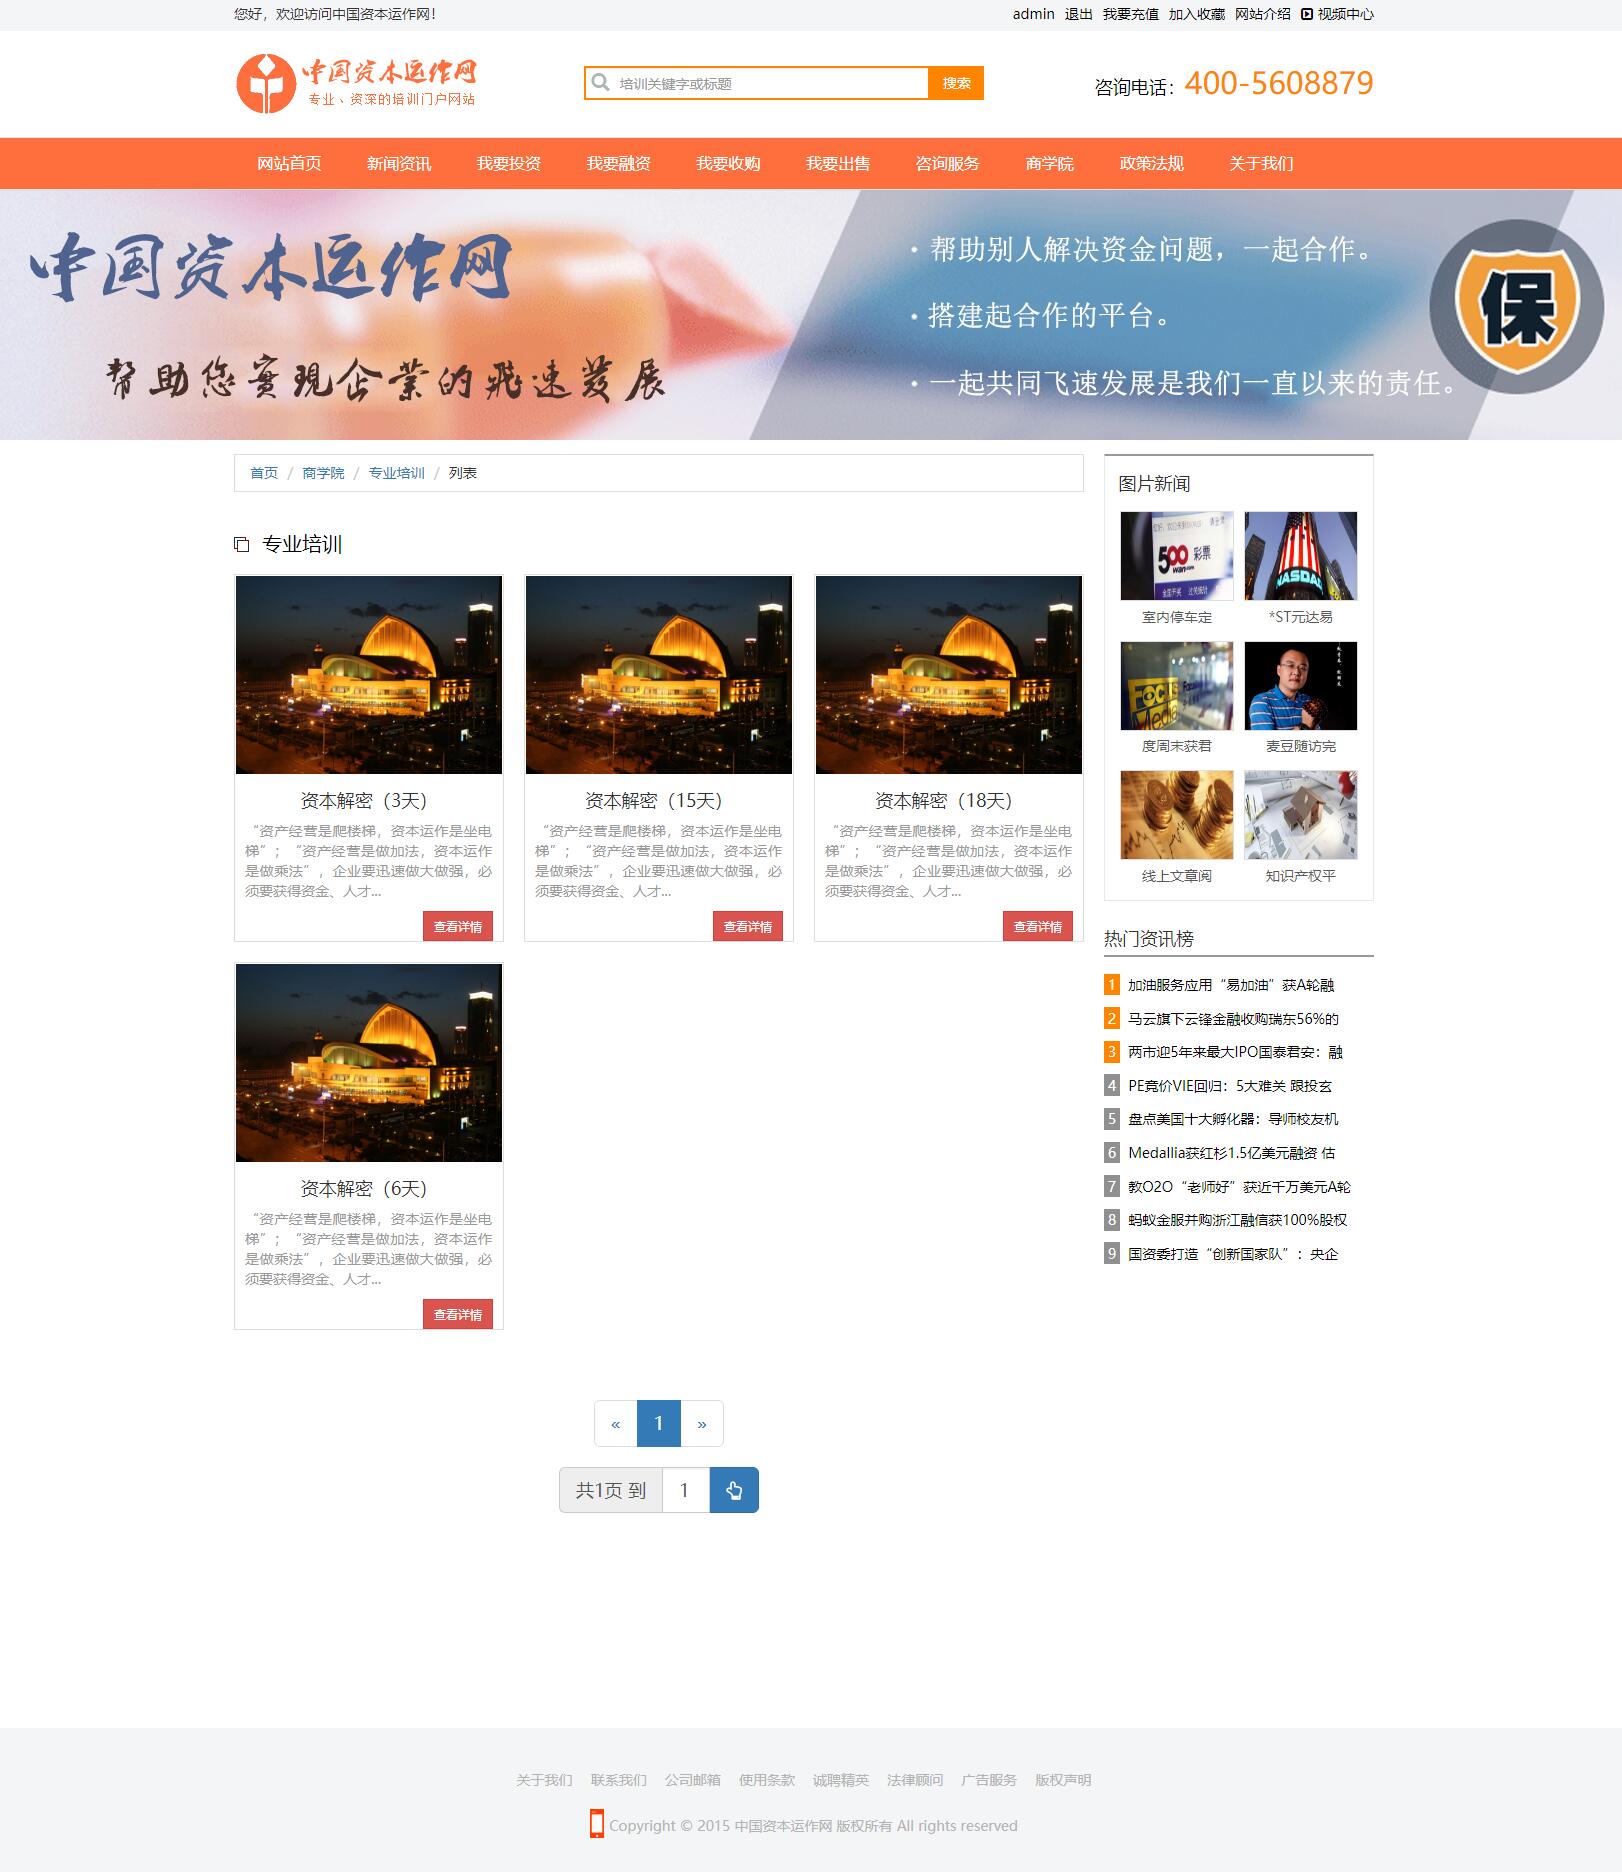 您好，欢迎访问中国资本运作网！
admin 退出 我要充值 加入收藏 网站介绍 视频中心
中国资本运作网
专业、资深的培训门户网站
培训关键字或标题
搜索
咨询电话：400-5608879
网站首页 新闻资讯 我要投资 我要融资 我要收购 我要出售 咨询服务 商学院 政策法规 关于我们
中国资本运作网
帮助您實現企業的飛速发展
· 帮助别人解决资金问题，一起合作。
· 搭建起合作的平台。
· 一起共同飞速发展是我们一直以来的责任。
保
首页 / 商学院 / 专业培训 / 列表
专业培训
资本解密（3天）
“资产经营是爬楼梯，资本运作是坐电
梯”；“资产经营是做加法，资本运作
是做乘法”，企业要迅速做大做强，必
须要获得资金、人才...
查看详情
资本解密（15天）
“资产经营是爬楼梯，资本运作是坐电
梯”；“资产经营是做加法，资本运作
是做乘法”，企业要迅速做大做强，必
须要获得资金、人才...
查看详情
资本解密（18天）
“资产经营是爬楼梯，资本运作是坐电
梯”；“资产经营是做加法，资本运作
是做乘法”，企业要迅速做大做强，必
须要获得资金、人才...
查看详情
资本解密（6天）
“资产经营是爬楼梯，资本运作是坐电
梯”；“资产经营是做加法，资本运作
是做乘法”，企业要迅速做大做强，必
须要获得资金、人才...
查看详情
« 1 »
共1页 到 1
图片新闻
500 彩票
wan.com
NASDAQ
室内停车定 *ST元达易
FOCUS
Media
度周末获君 麦豆随访完
线上文章阅 知识产权平
热门资讯榜
1 加油服务应用“易加油”获A轮融
2 马云旗下云锋金融收购瑞东56%的
3 两市迎5年来最大IPO国泰君安：融
4 PE竞价VIE回归：5大难关 跟投玄
5 盘点美国十大孵化器：导师校友机
6 Medallia获红杉1.5亿美元融资 估
7 教O2O“老师好”获近千万美元A轮
8 蚂蚁金服并购浙江融信获100%股权
9 国资委打造“创新国家队”：央企
关于我们 联系我们 公司邮箱 使用条款 诚聘精英 法律顾问 广告服务 版权声明
Copyright © 2015 中国资本运作网 版权所有 All rights reserved